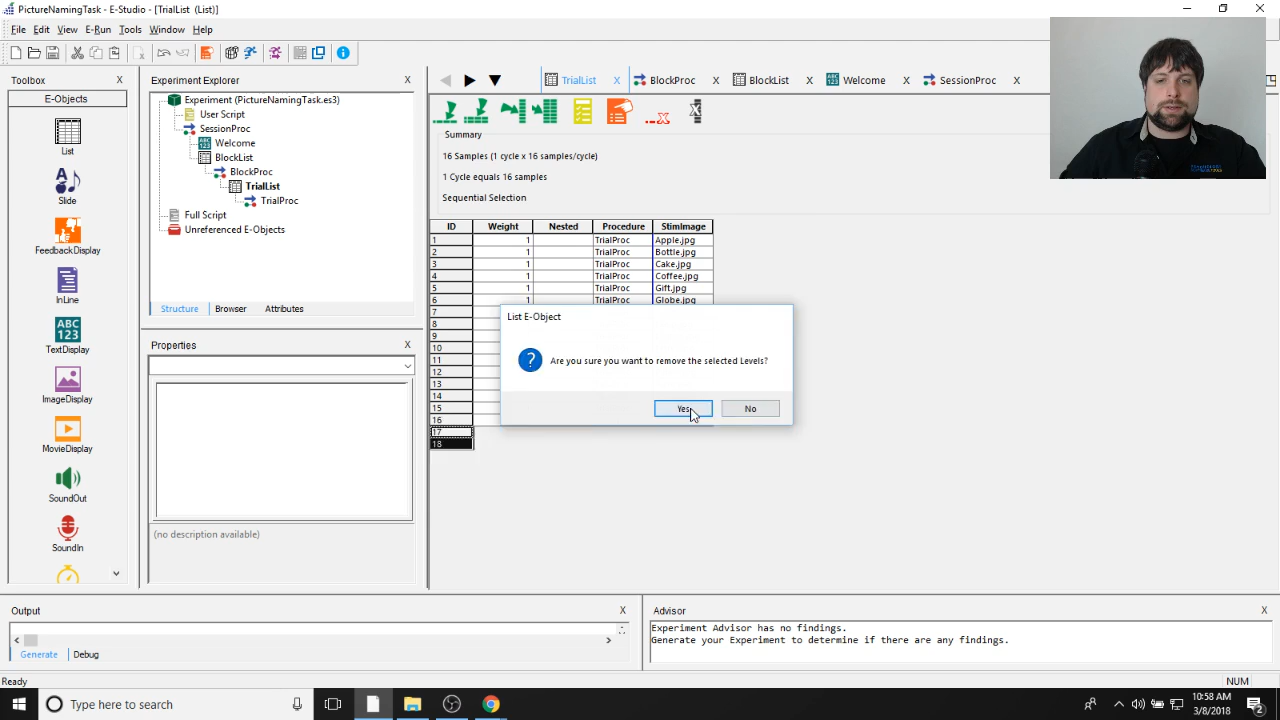 PictureNamingTask - E-Studio - [TrialList (List)]
File Edit View E-Run Tools Window Help
Toolbox
E-Objects
List
Slide
FeedbackDisplay
InLine
ABC
123
TextDisplay
ImageDisplay
MovieDisplay
SoundOut
SoundIn
Experiment Explorer
Experiment (PictureNamingTask.es3)
User Script
SessionProc
Welcome
BlockList
BlockProc
TrialList
TrialProc
Full Script
Unreferenced E-Objects
Structure Browser Attributes
Properties
(no description available)
TrialList X BlockProc X BlockList X Welcome X SessionProc X
Summary
16 Samples (1 cycle x 16 samples/cycle)
1 Cycle equals 16 samples
Sequential Selection
ID Weight Nested Procedure StimImage
1 1 TrialProc Apple.jpg
2 1 TrialProc Bottle.jpg
3 1 TrialProc Cake.jpg
4 1 TrialProc Coffee.jpg
5 1 TrialProc Gift.jpg
6 1 TrialProc Globe.jpg
7
8
9
10
11
12
13
14
15
16
17
18
List E-Object
Are you sure you want to remove the selected Levels?
Yes No
Output X
Generate Debug
Advisor X
Experiment Advisor has no findings.
Generate your Experiment to determine if there are any findings.
Ready NUM
Type here to search
10:58 AM
3/8/2018
2